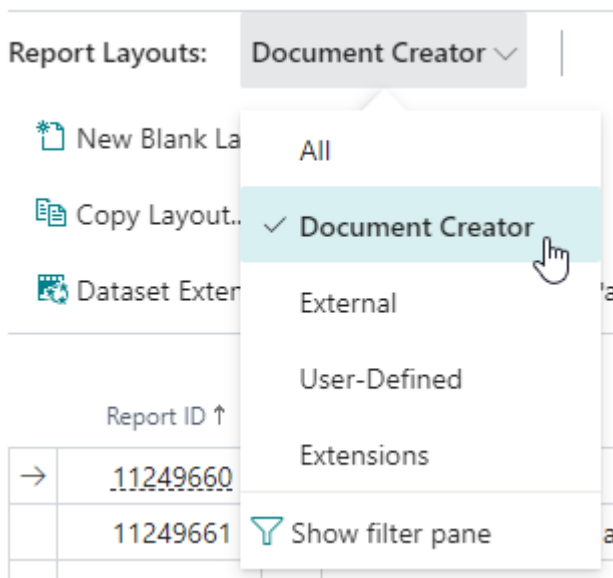 Report Layouts: Document Creator
New Blank La
All
Copy Layout..
Document Creator
Dataset Exter
External
User-Defined
Report ID ↑
Extensions
11249660
11249661
Show filter pane